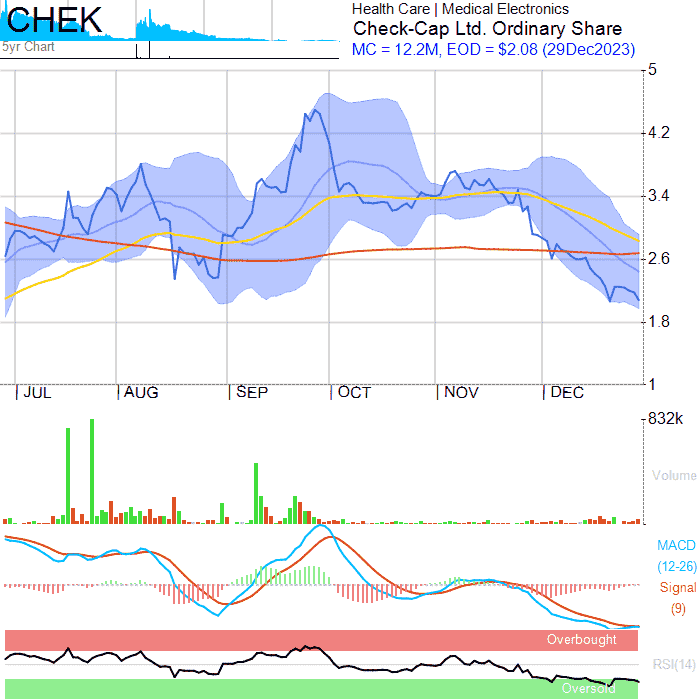 CHEK
5yr Chart
Health Care | Medical Electronics
Check-Cap Ltd. Ordinary Share
MC = 12.2M, EOD = $2.08 (29Dec2023)
5
4.2
3.4
2.6
1.8
1
JUL AUG SEP OCT NOV DEC
832k
Volume
MACD
(12-26)
Signal
(9)
Overbought
RSI(14)
Oversold